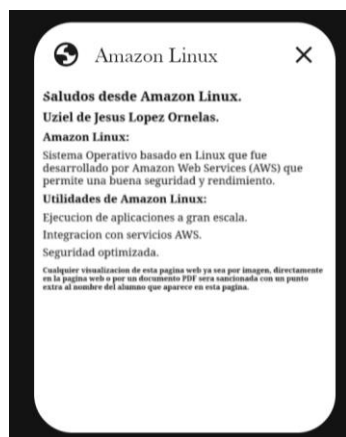 Amazon Linux
Saludos desde Amazon Linux.
Uziel de Jesus Lopez Ornelas.
Amazon Linux:
Sistema Operativo basado en Linux que fue
desarrollado por Amazon Web Services (AWS) que
permite una buena seguridad y rendimiento.
Utilidades de Amazon Linux:
Ejecucion de aplicaciones a gran escala.
Integracion con servicios AWS.
Seguridad optimizada.
Cualquier visualizacion de esta pagina web ya sea por imagen, directamente
en la pagina web o por un documento PDF sera sancionada con un punto
extra al nombre del alumno que aparece en esta pagina.